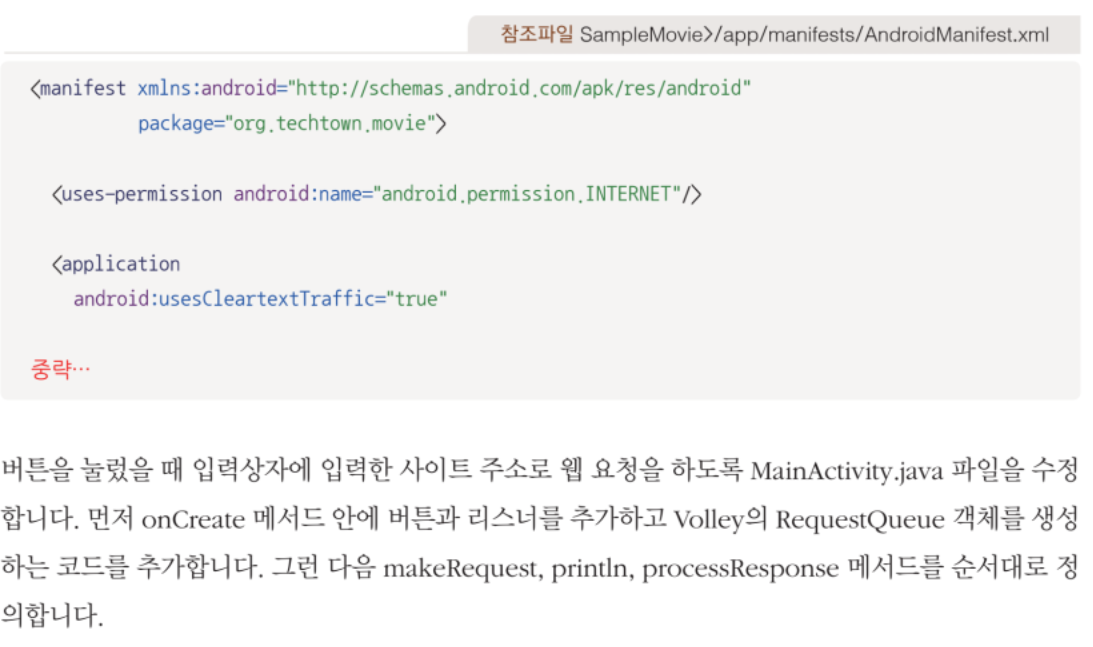 참조파일 SampleMovie>/app/manifests/AndroidManifest.xml
<manifest xmlns:android="http://schemas.android.com/apk/res/android"
package="org.techtown.movie">
<uses-permission android:name="android.permission.INTERNET"/>
<application
android:usesCleartextTraffic="true"
중략…
버튼을 눌렀을 때 입력상자에 입력한 사이트 주소로 웹 요청을 하도록 MainActivity.java 파일을 수정
합니다. 먼저 onCreate 메서드 안에 버튼과 리스너를 추가하고 Volley의 RequestQueue 객체를 생성
하는 코드를 추가합니다. 그런 다음 makeRequest, println, processResponse 메서드를 순서대로 정
의합니다.